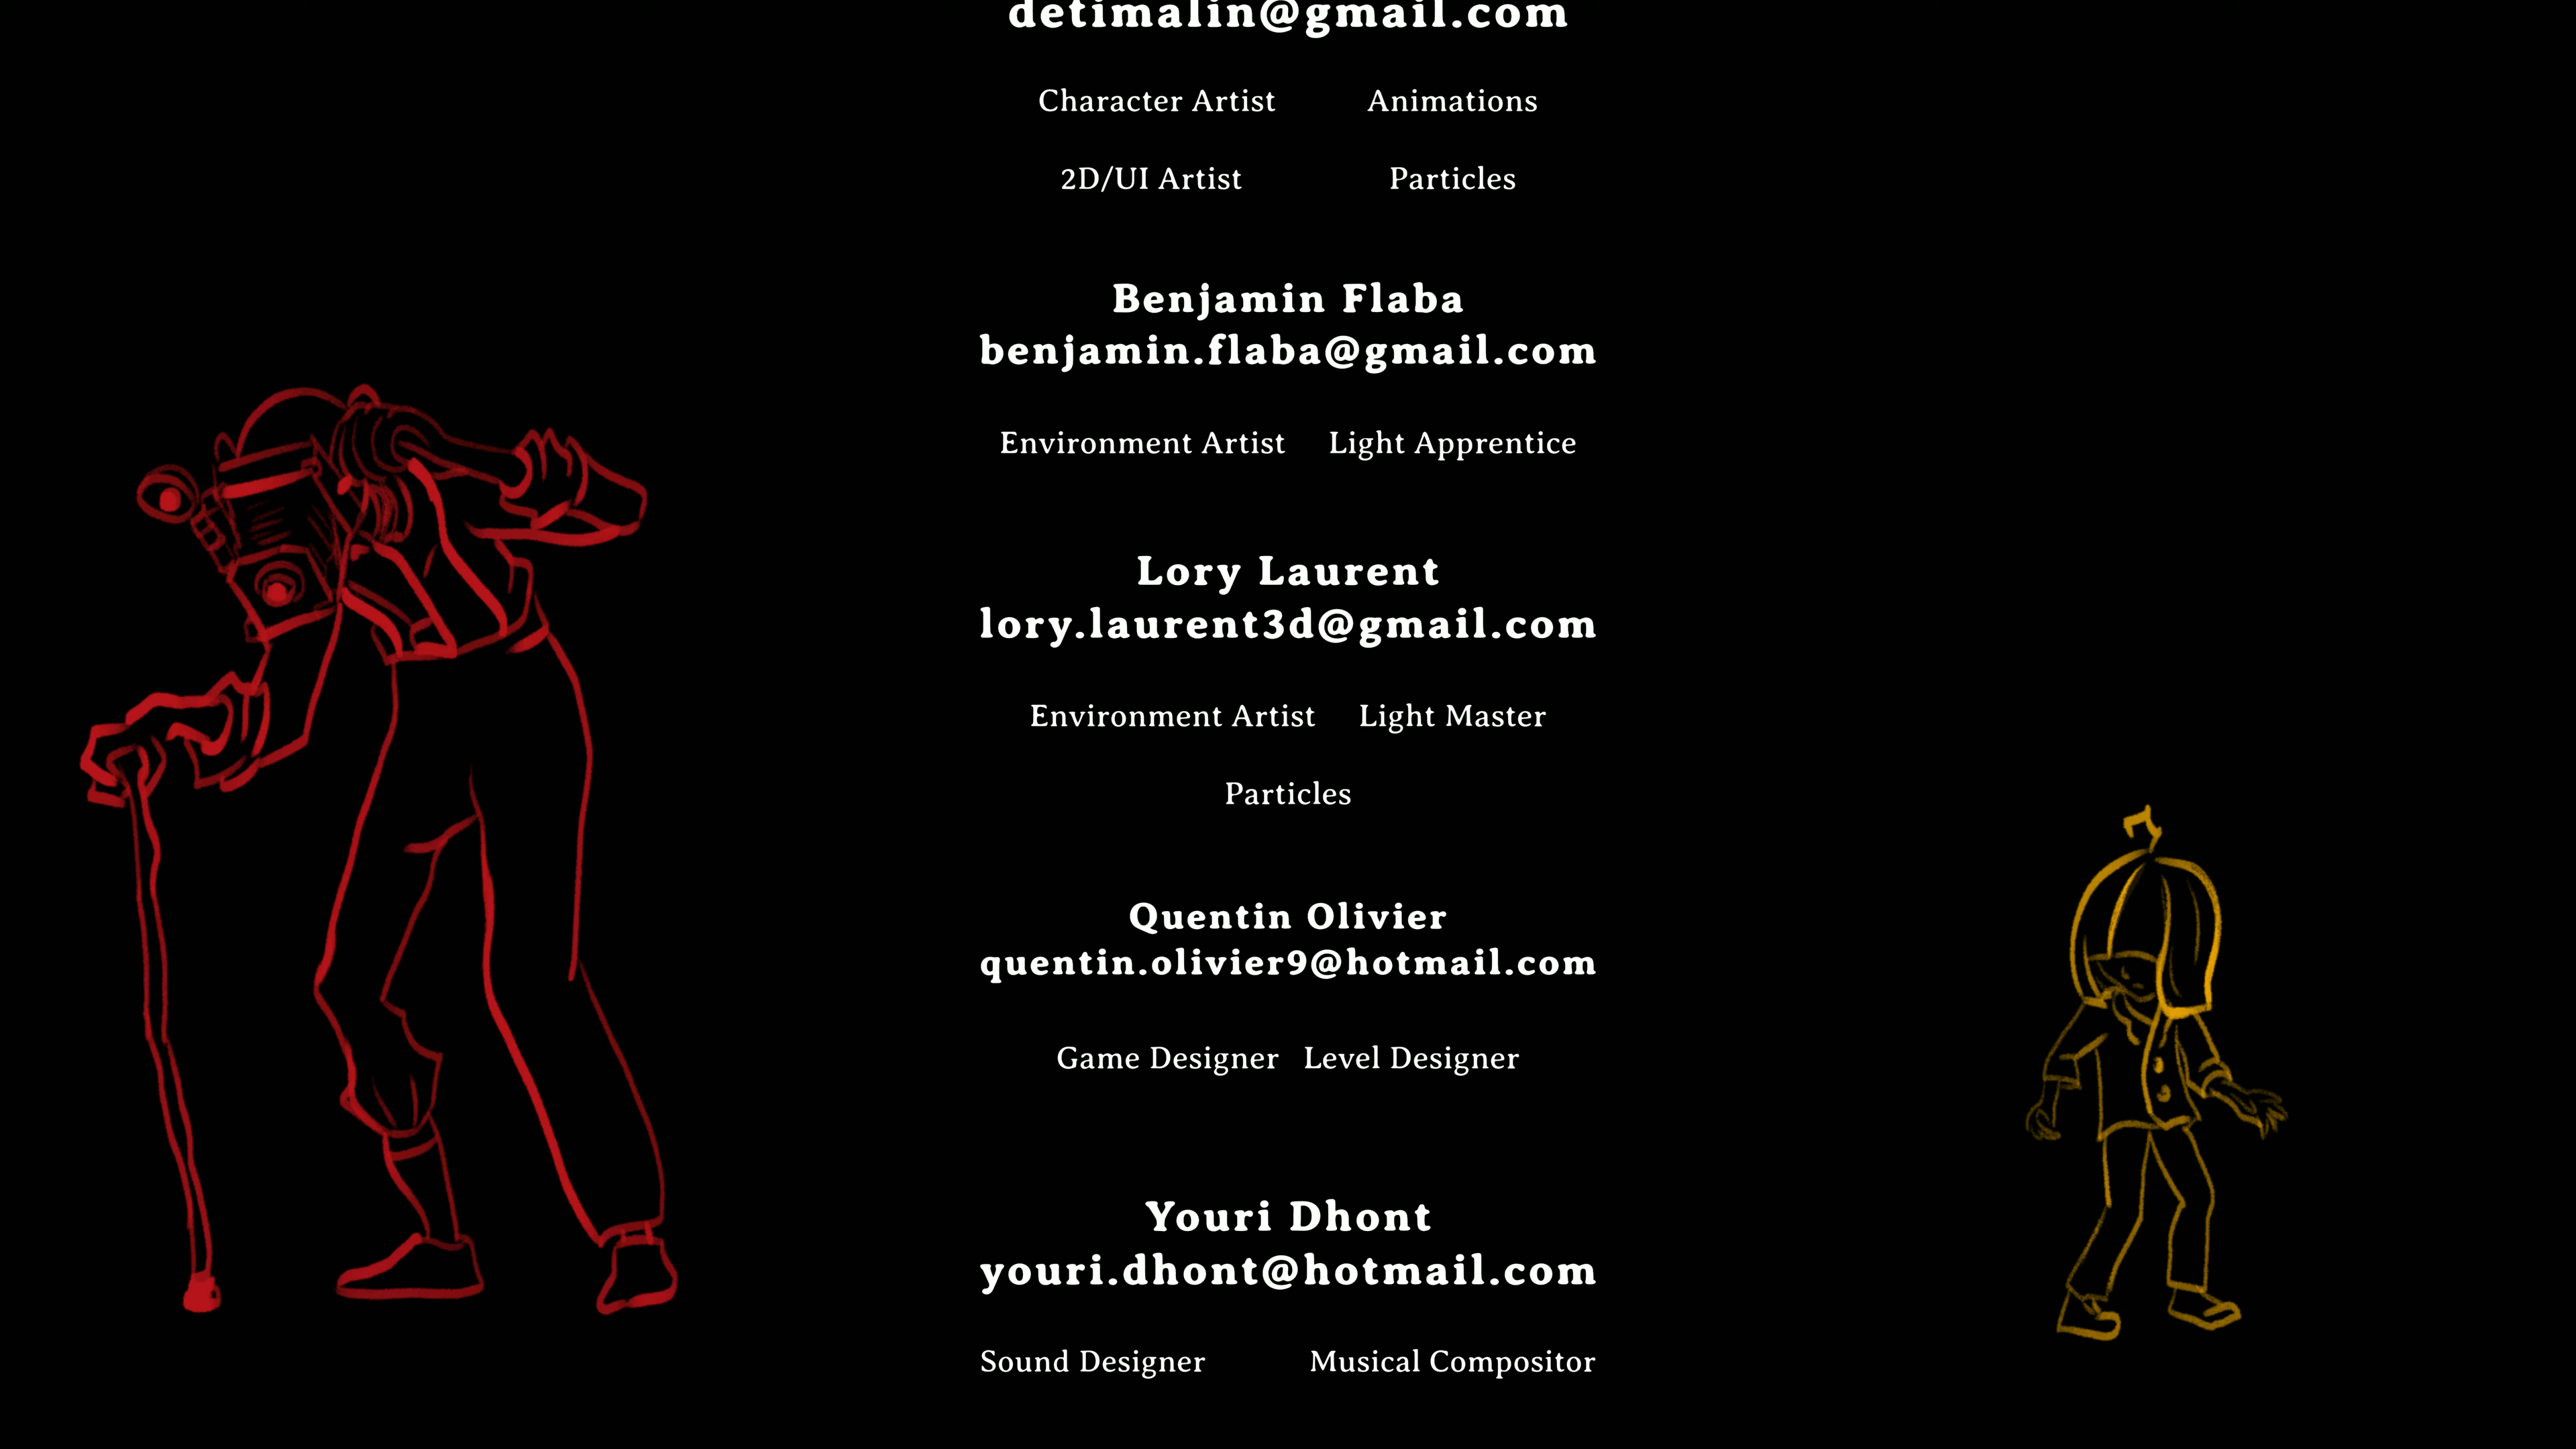 detimalin@gmail.com
Character Artist Animations
2D/UI Artist Particles
Benjamin Flaba
benjamin.flaba@gmail.com
Environment Artist Light Apprentice
Lory Laurent
lory.laurent3d@gmail.com
Environment Artist Light Master
Particles
Quentin Olivier
quentin.olivier9@hotmail.com
Game Designer Level Designer
Youri Dhont
youri.dhont@hotmail.com
Sound Designer Musical Compositor